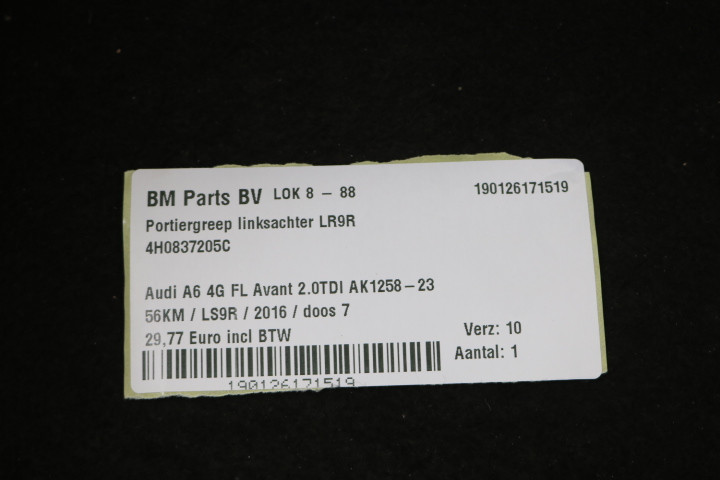 BM Parts BV LOK 8 – 88 190126171519
Portiergreep linksachter LR9R
4H0837205C
Audi A6 4G FL Avant 2.0TDI AK1258–23
56KM / LS9R / 2016 / doos 7
29,77 Euro incl BTW Verz: 10
Aantal: 1
190126171519